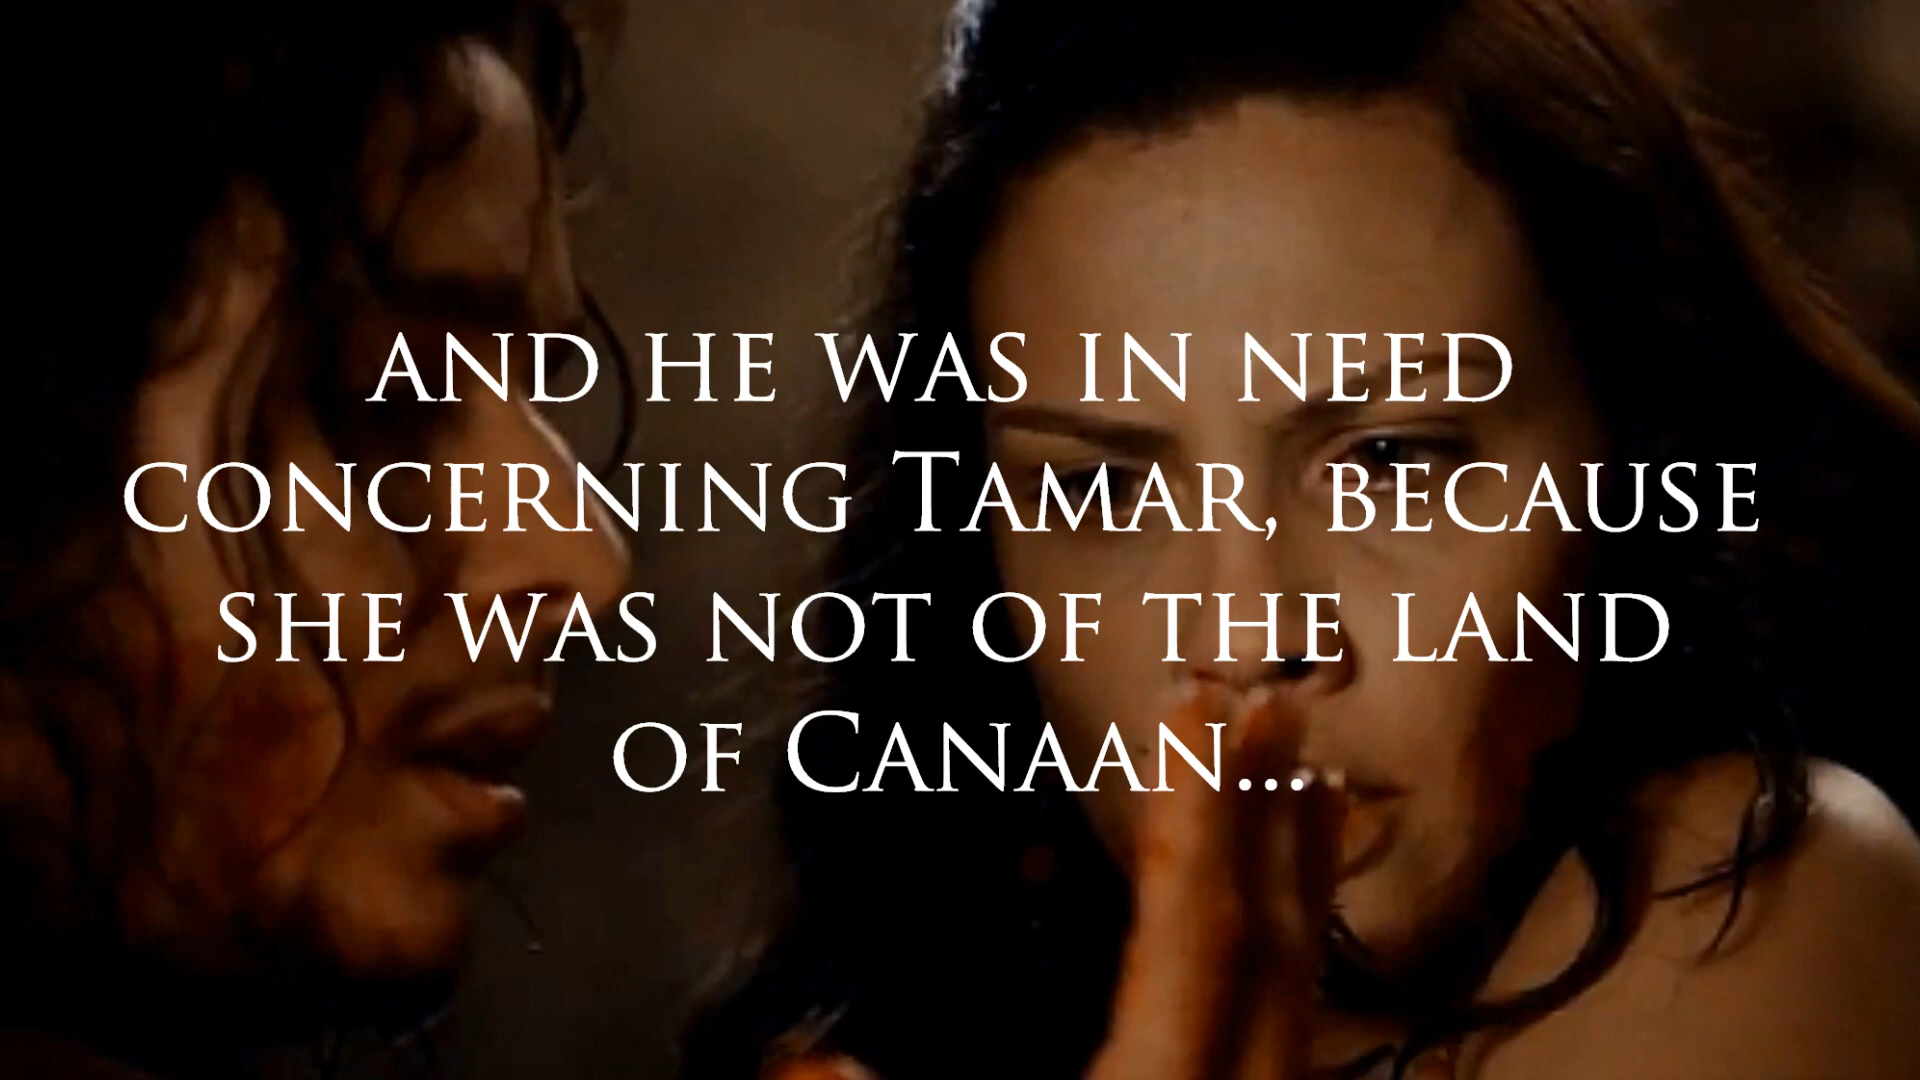 and he was in need
concerning Tamar, because
she was not of the land
of Canaan...